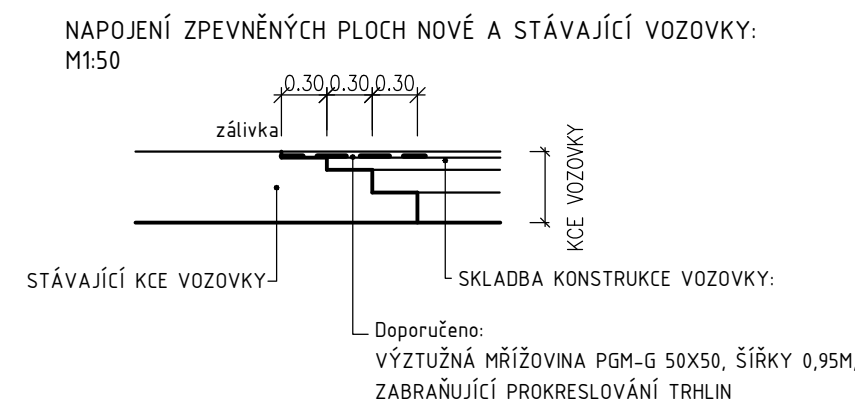 NAPOJENÍ ZPEVNĚNÝCH PLOCH NOVÉ A STÁVAJÍCÍ VOZOVKY:
M1:50
0.30 0.30 0.30
zálivka
KCE VOZOVKY
STÁVAJÍCÍ KCE VOZOVKY
SKLADBA KONSTRUKCE VOZOVKY:
Doporučeno:
VÝZTUŽNÁ MŘÍŽOVINA PGM-G 50X50, ŠÍŘKY 0,95M,
ZABRAŇUJÍCÍ PROKRESLOVÁNÍ TRHLIN